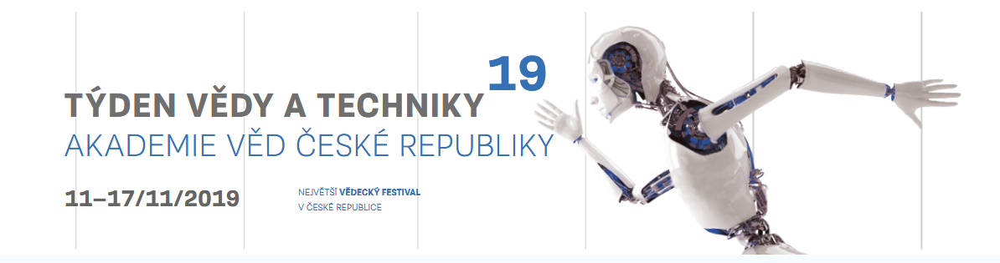 TÝDEN VĚDY A TECHNIKY 19
AKADEMIE VĚD ČESKÉ REPUBLIKY
11–17/11/2019
NEJVĚTŠÍ VĚDECKÝ FESTIVAL
V ČESKÉ REPUBLICE